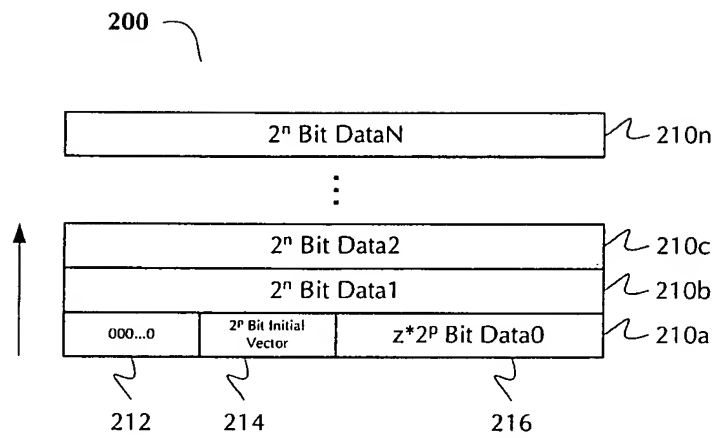 200
2ⁿ Bit DataN
210n
2ⁿ Bit Data2
210c
2ⁿ Bit Data1
210b
000...0
2ᵖ Bit Initial
Vector
z*2ᵖ Bit Data0
210a
212
214
216